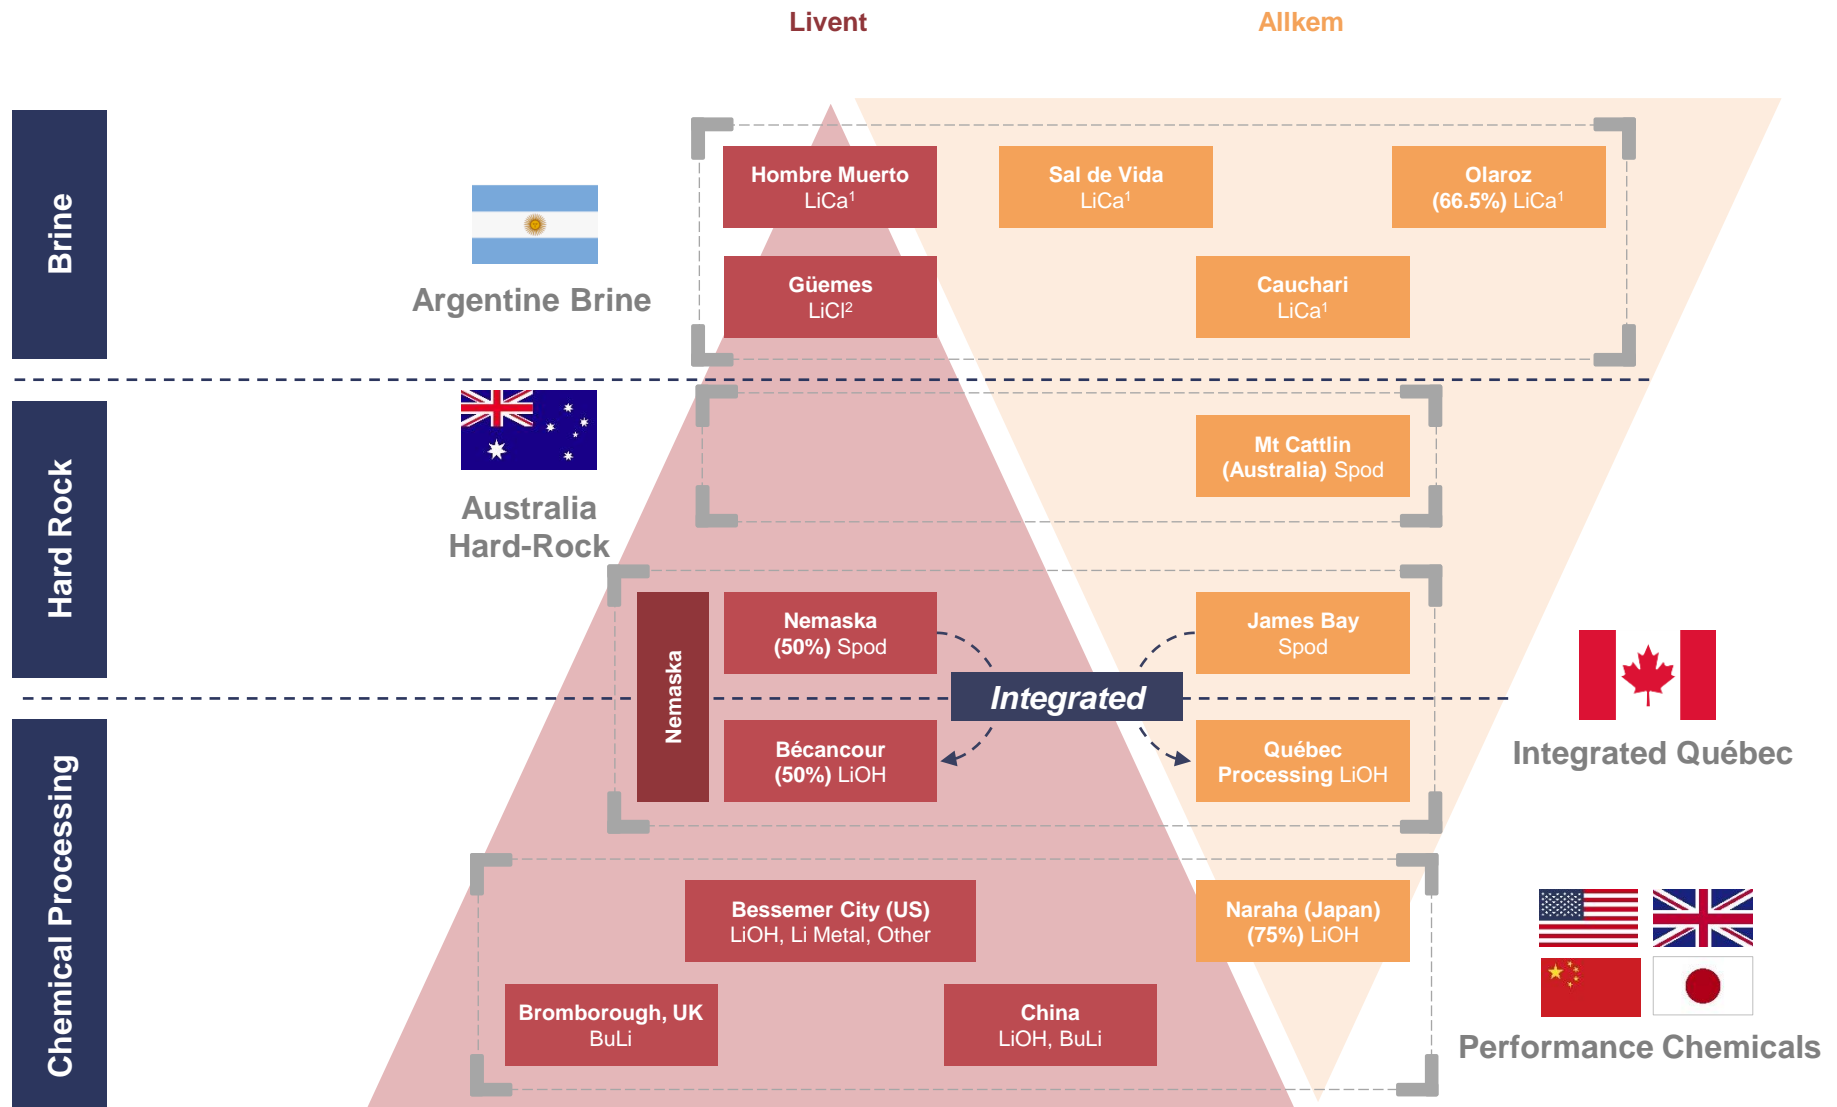 Livent
Allkem
Brine
Argentine Brine
Hombre Muerto
LiCa¹
Sal de Vida
LiCa¹
Olaroz
(66.5%) LiCa¹
Güemes
LiCl²
Cauchari
LiCa¹
Hard Rock
Australia
Hard-Rock
Mt Cattlin
(Australia) Spod
Nemaska
Nemaska
(50%) Spod
James Bay
Spod
Integrated
Bécancour
(50%) LiOH
Québec
Processing LiOH
Integrated Québec
Chemical Processing
Bessemer City (US)
LiOH, Li Metal, Other
Naraha (Japan)
(75%) LiOH
Bromborough, UK
BuLi
China
LiOH, BuLi
Performance Chemicals